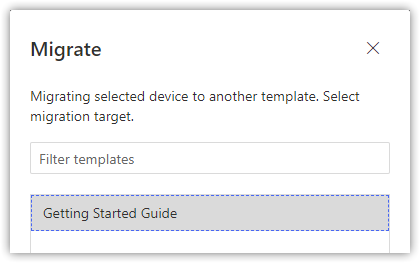 Migrate
Migrating selected device to another template. Select
migration target.
Filter templates
Getting Started Guide